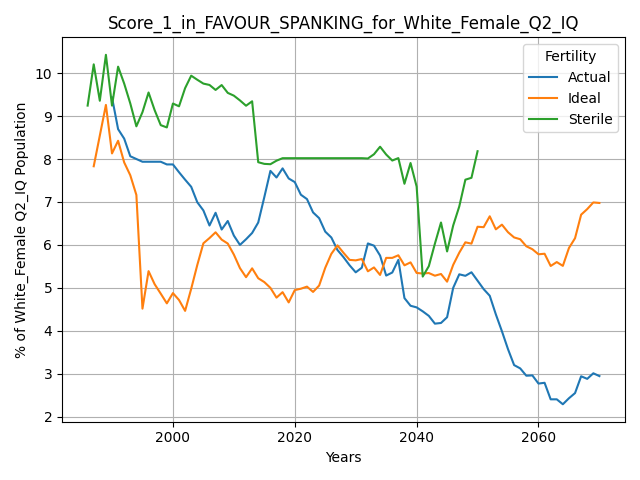 Score_1_in_FAVOUR_SPANKING_for_White_Female_Q2_IQ
Fertility
Actual
Ideal
Sterile
% of White_Female Q2_IQ Population
10
9
8
7
6
5
4
3
2
2000 2020 2040 2060
Years